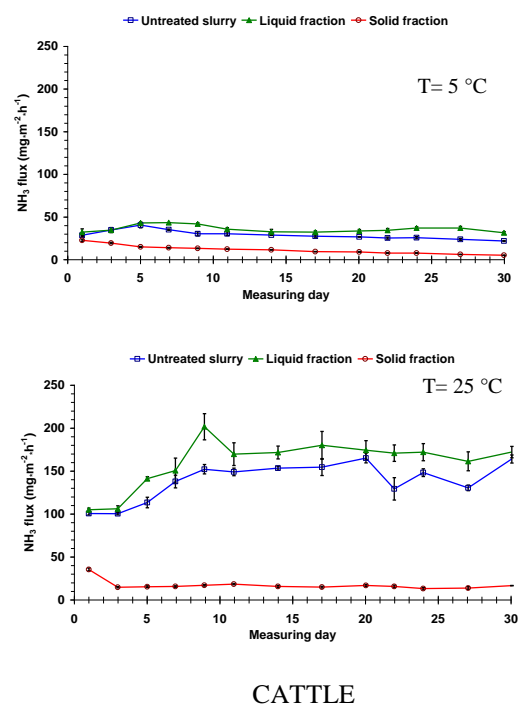 Untreated slurry Liquid fraction Solid fraction
250
200
150
100
50
0
NH₃ flux (mg·m⁻²·h⁻¹)
T= 5 °C
0 5 10 15 20 25 30
Measuring day
Untreated slurry Liquid fraction Solid fraction
250
200
150
100
50
0
NH₃ flux (mg·m⁻²·h⁻¹)
T= 25 °C
0 5 10 15 20 25 30
Measuring day
CATTLE